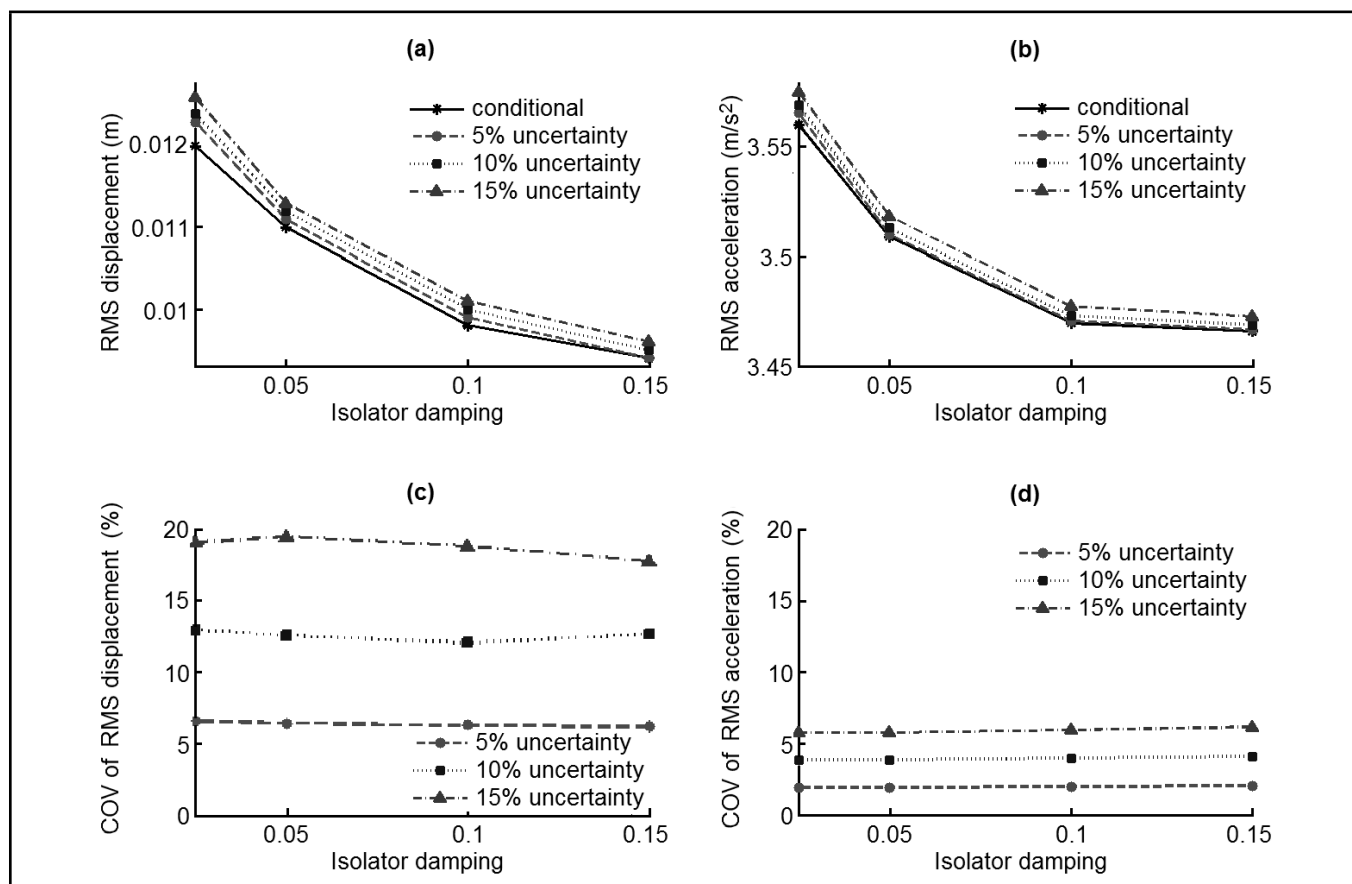 (a)
RMS displacement (m)
0.012
0.011
0.01
conditional
5% uncertainty
10% uncertainty
15% uncertainty
0.05 0.1 0.15
Isolator damping
(b)
RMS acceleration (m/s²)
3.55
3.5
3.45
conditional
5% uncertainty
10% uncertainty
15% uncertainty
0.05 0.1 0.15
Isolator damping
(c)
COV of RMS displacement (%)
20
15
10
5
0
5% uncertainty
10% uncertainty
15% uncertainty
0.05 0.1 0.15
Isolator damping
(d)
COV of RMS acceleration (%)
20
15
10
5
0
5% uncertainty
10% uncertainty
15% uncertainty
0.05 0.1 0.15
Isolator damping